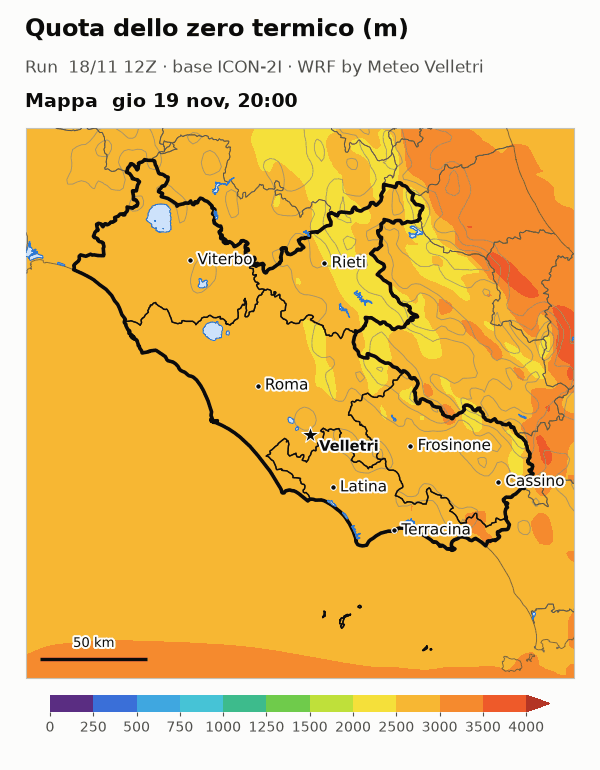 Quota dello zero termico (m)
Run  18/11 12Z · base ICON-2I · WRF by Meteo Velletri
Mappa  gio 19 nov, 20:00
Viterbo
Rieti
Roma
Velletri
Frosinone
Cassino
Latina
Terracina
50 km
0 250 500 750 1000 1250 1500 2000 2500 3000 3500 4000